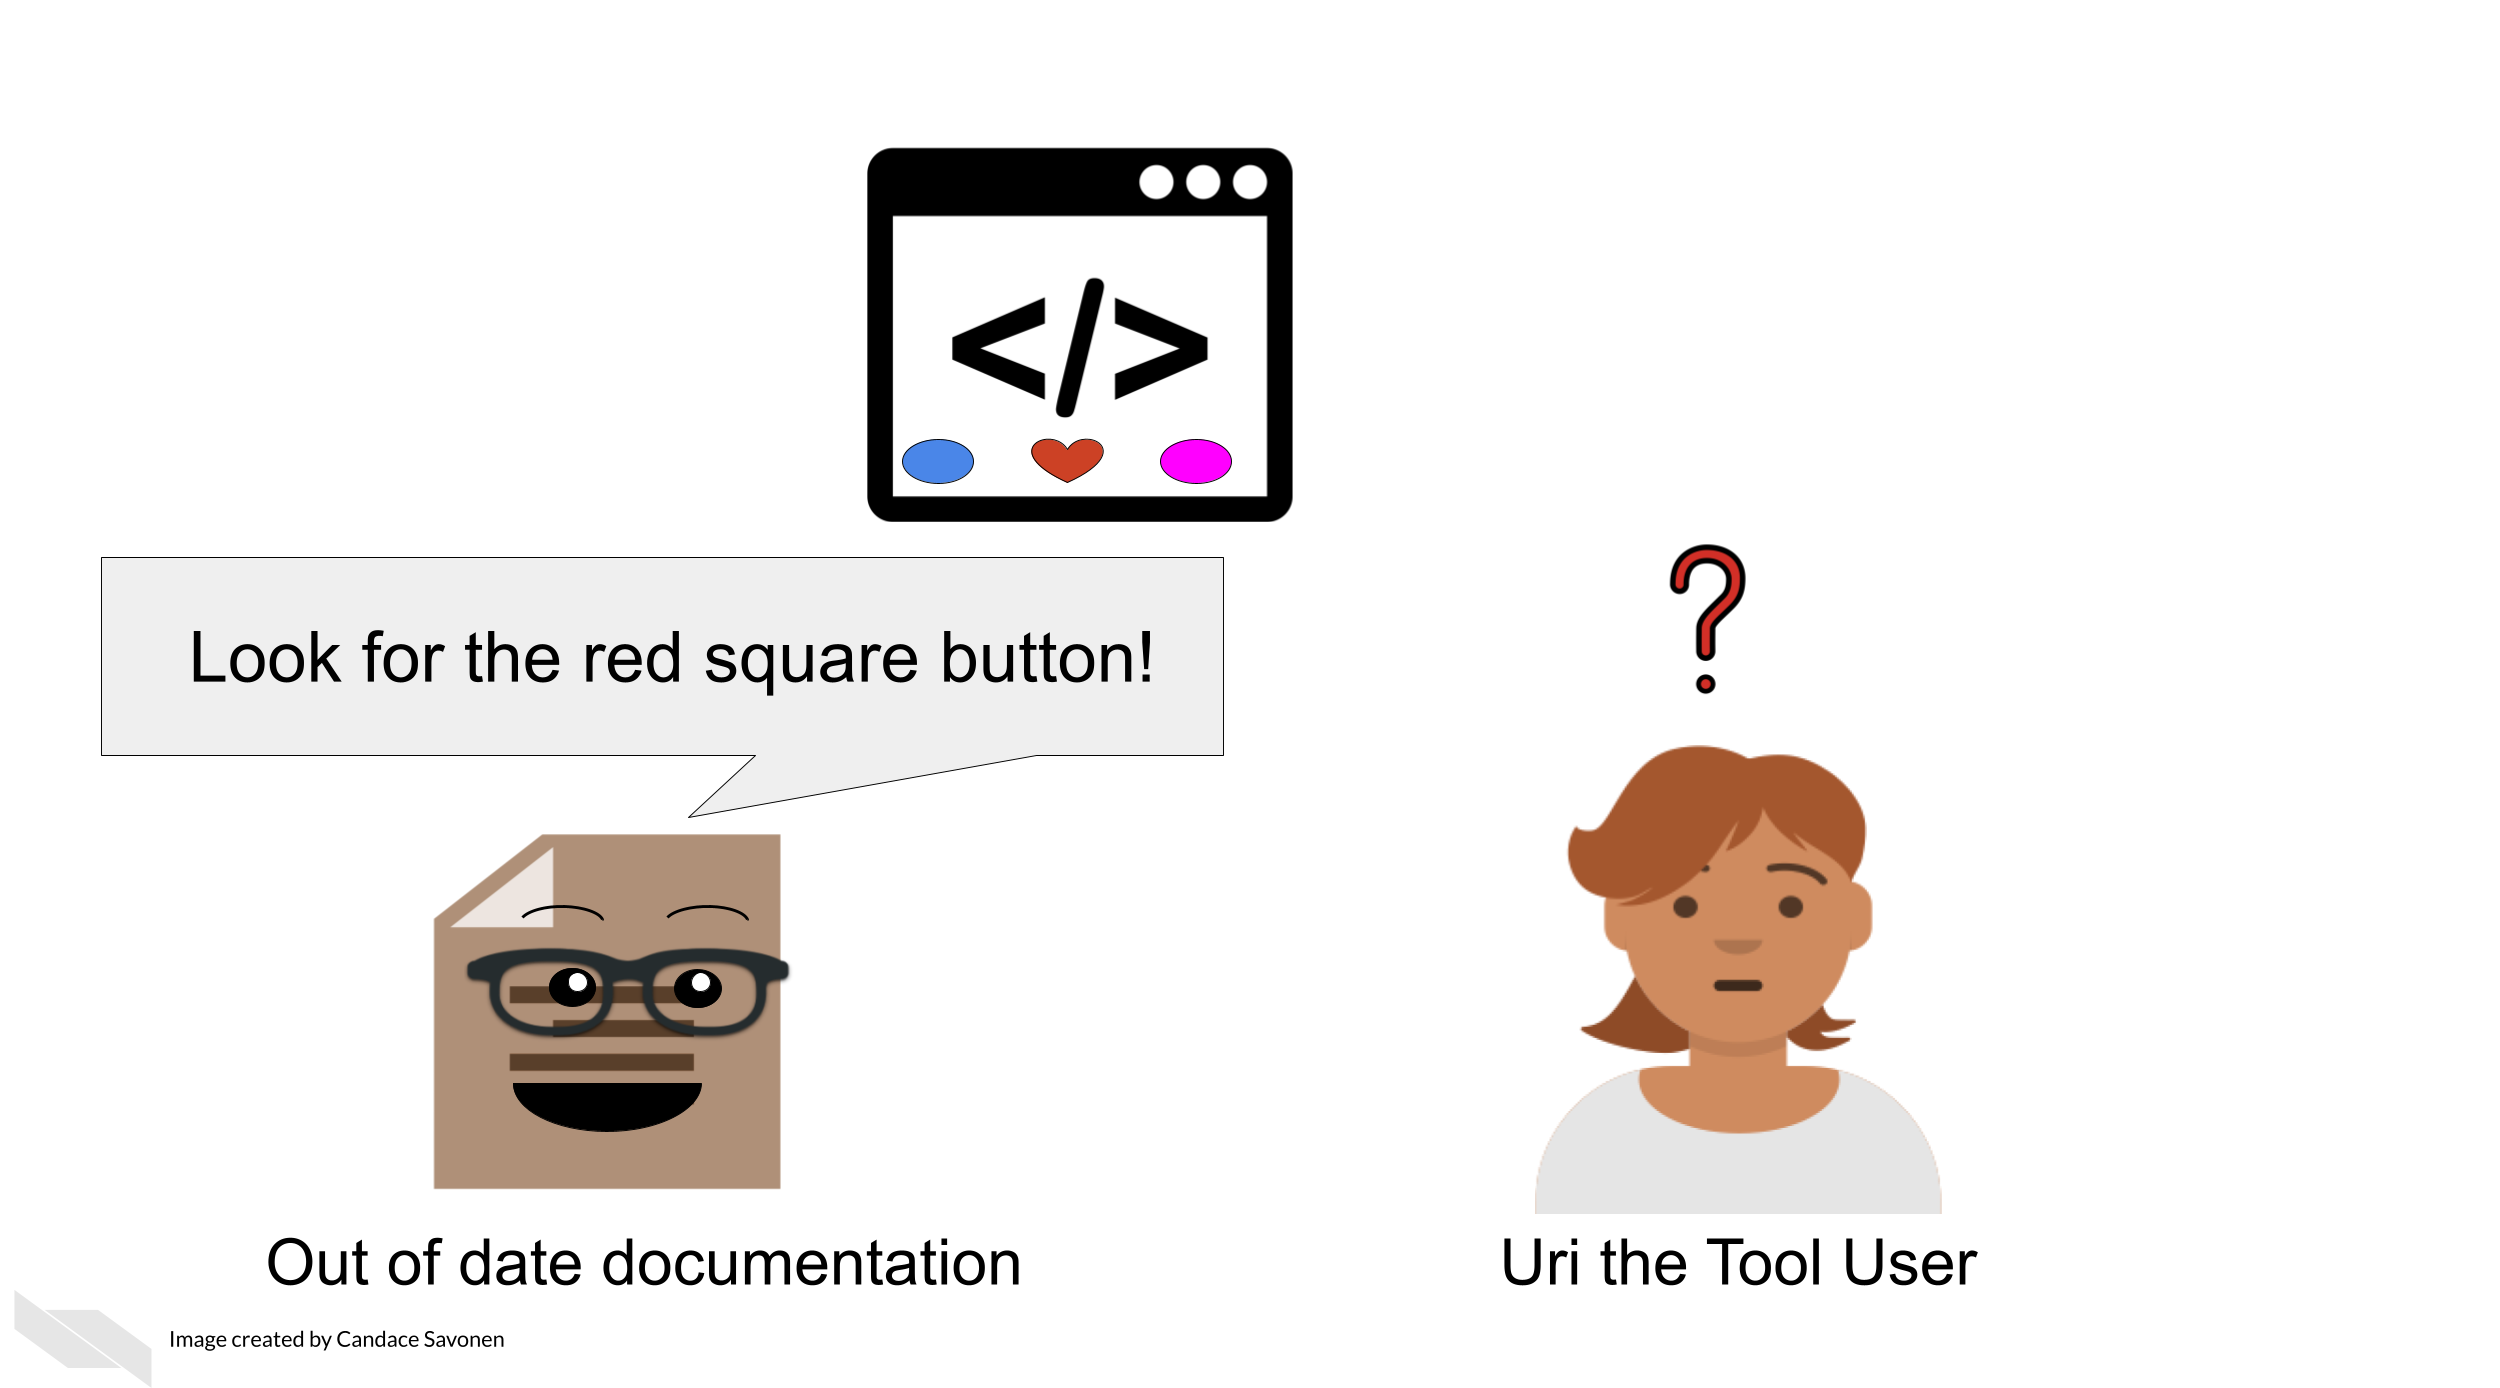 </>
Look for the red square button!
?
Out of date documentation
Uri the Tool User
Image created by Candace Savonen